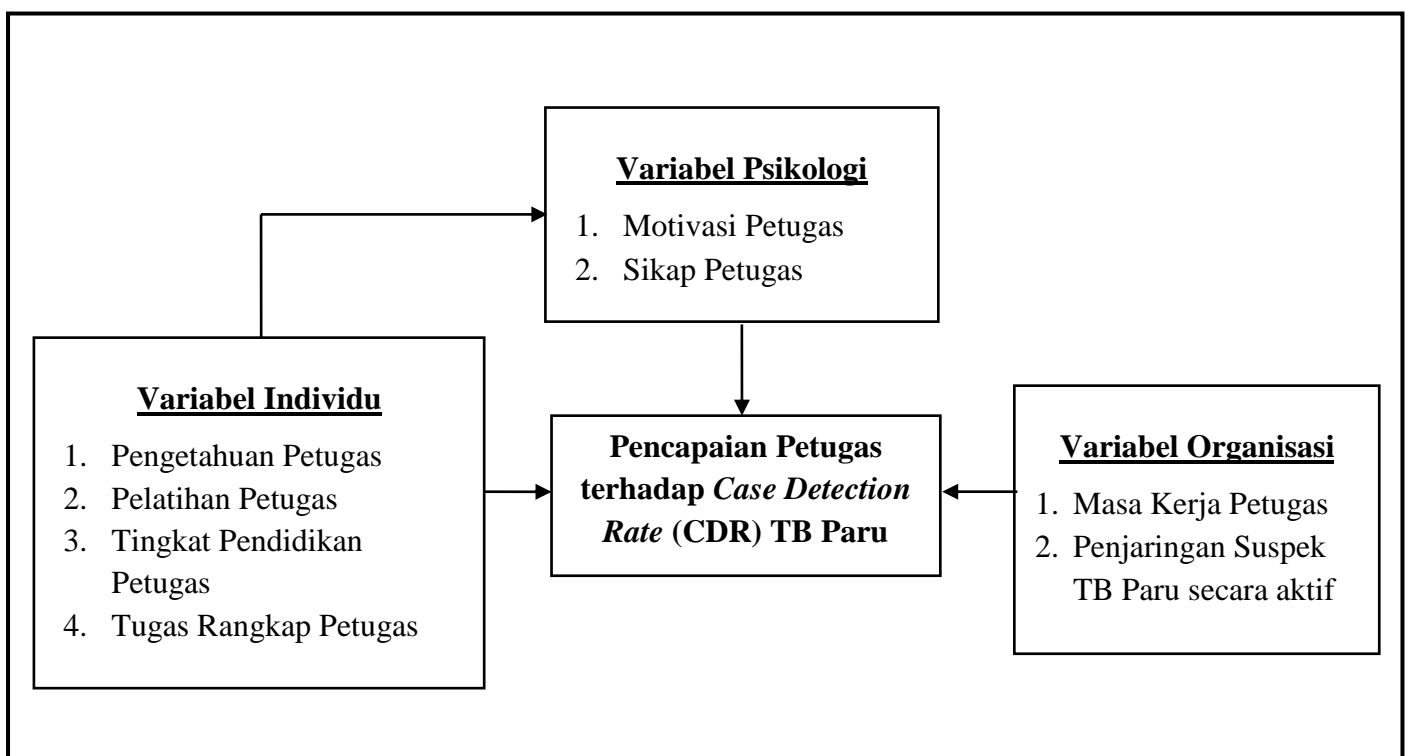 Variabel Psikologi
1. Motivasi Petugas
2. Sikap Petugas
Variabel Individu
1. Pengetahuan Petugas
2. Pelatihan Petugas
3. Tingkat Pendidikan
Petugas
4. Tugas Rangkap Petugas
Pencapaian Petugas
terhadap Case Detection
Rate (CDR) TB Paru
Variabel Organisasi
1. Masa Kerja Petugas
2. Penjaringan Suspek
TB Paru secara aktif